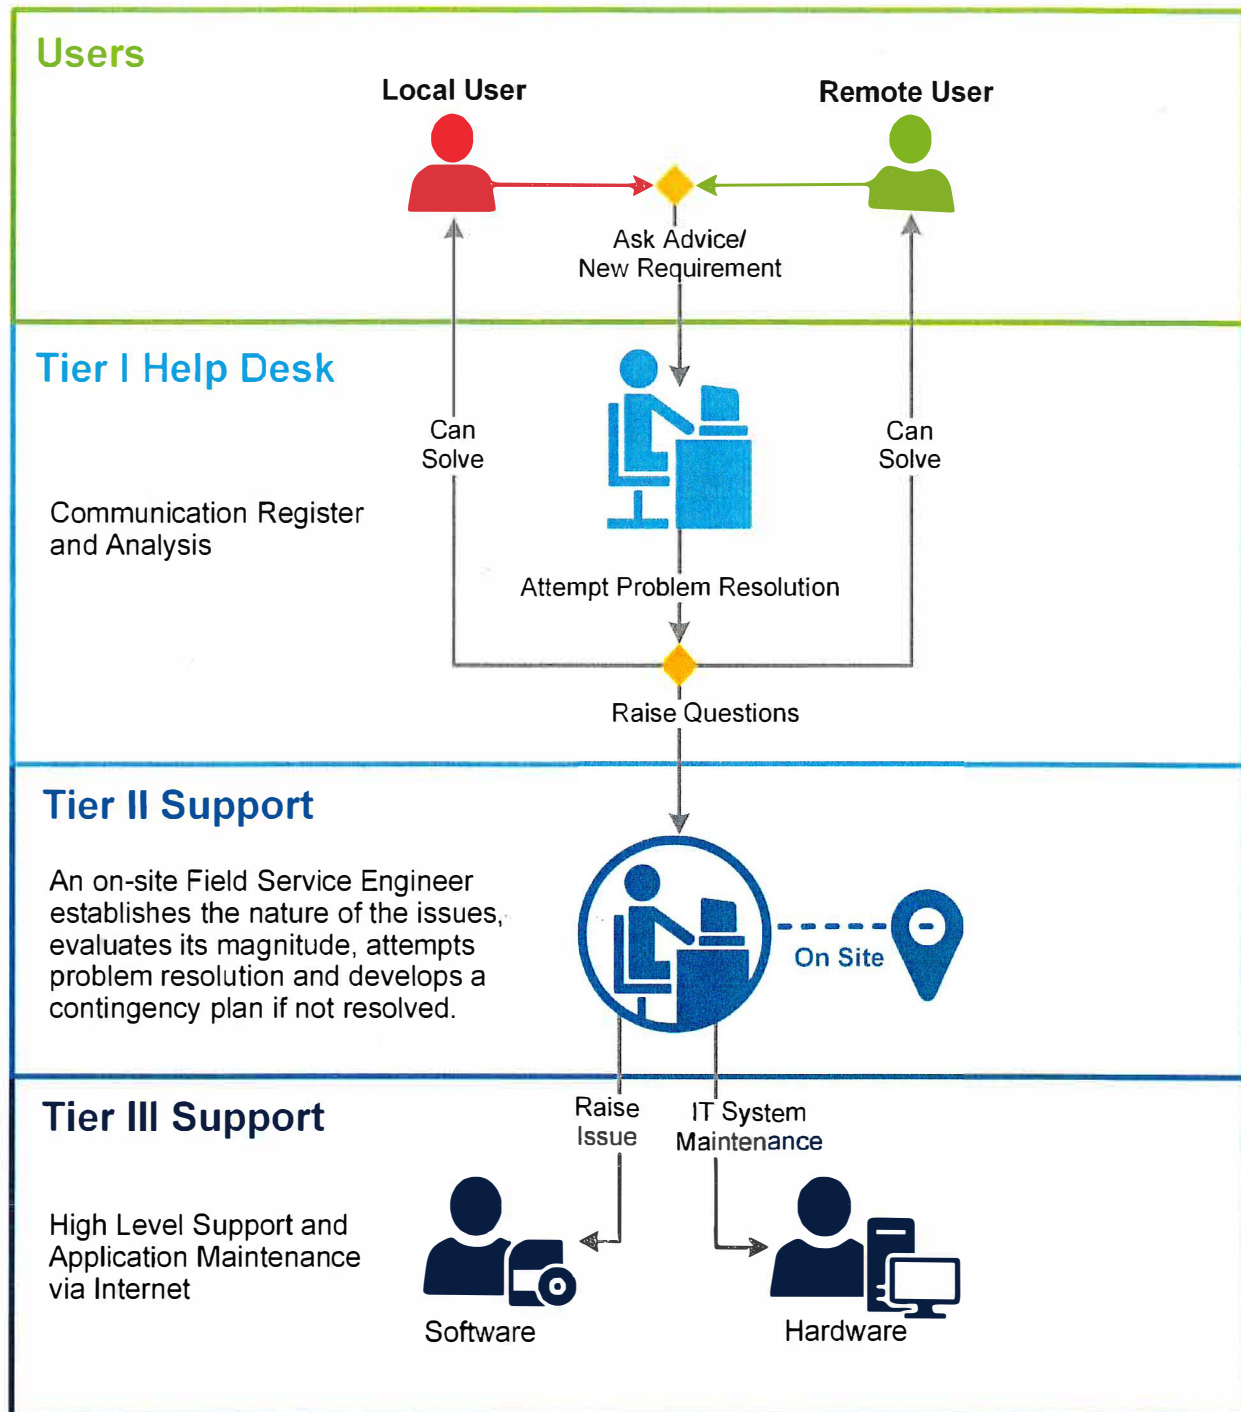 Users
Local User
Remote User
Ask Advice/
New Requirement
Tier I Help Desk
Can
Solve
Can
Solve
Communication Register
and Analysis
Attempt Problem Resolution
Raise Questions
Tier II Support
An on-site Field Service Engineer
establishes the nature of the issues,
evaluates its magnitude, attempts
problem resolution and develops a
contingency plan if not resolved.
On Site
Tier III Support
Raise
Issue
IT System
Maintenance
High Level Support and
Application Maintenance
via Internet
Software
Hardware